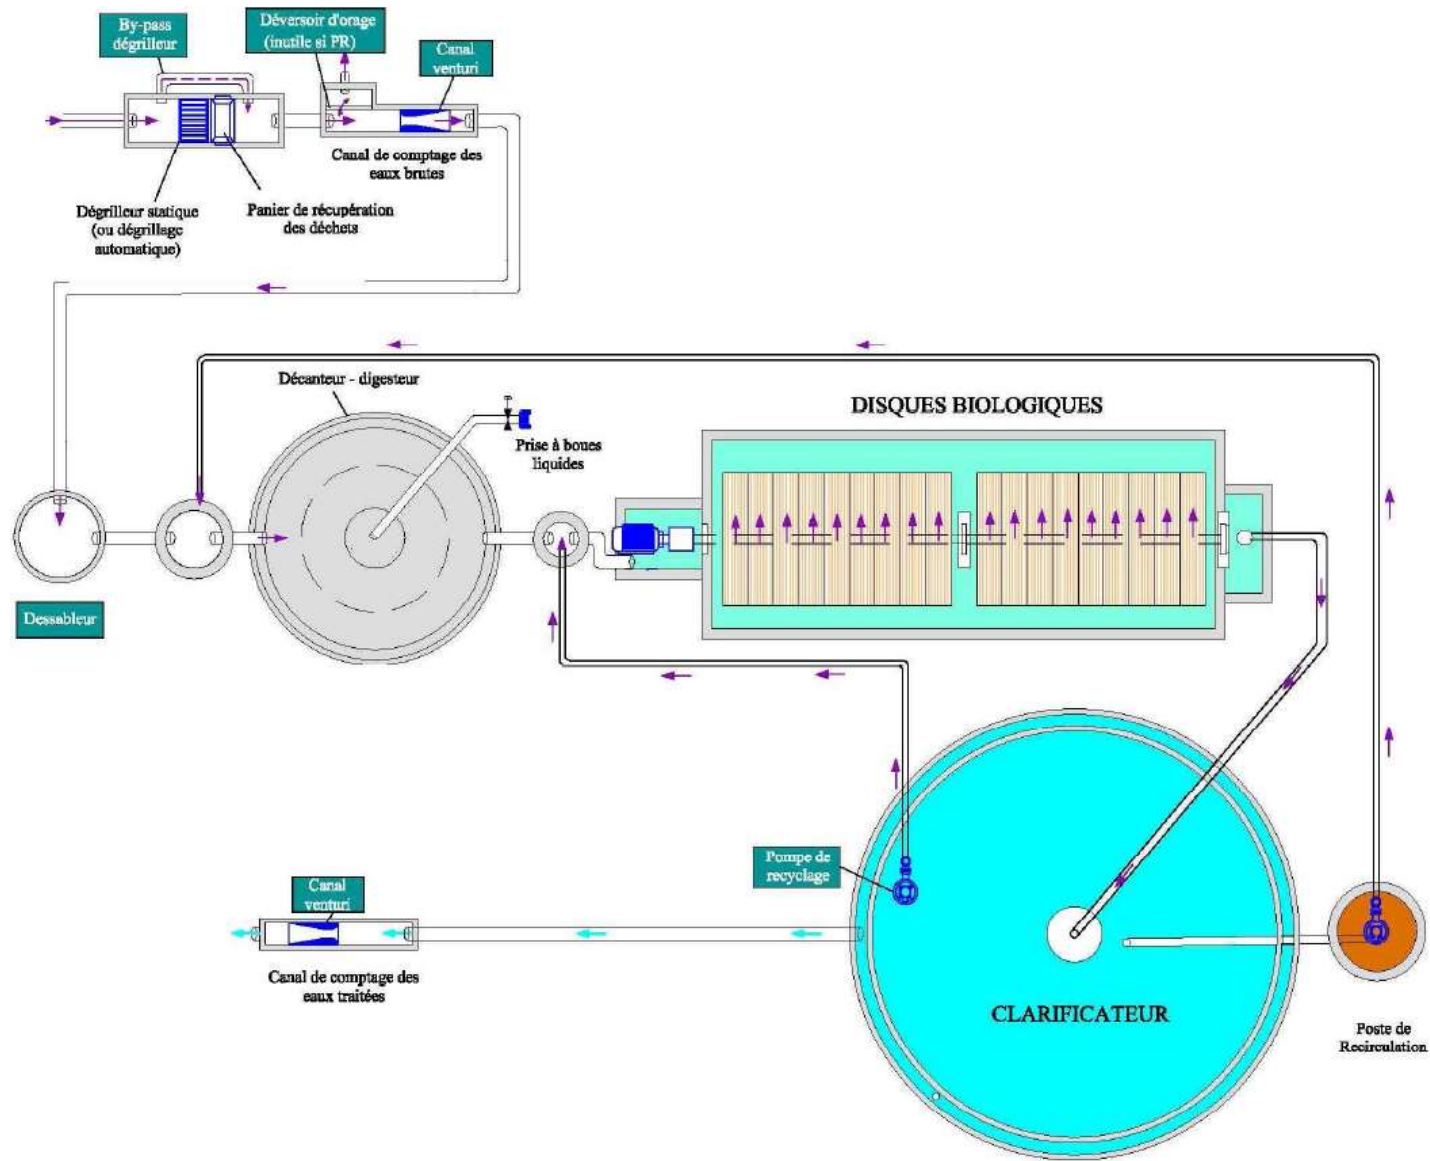 By-pass
dégrilleur
Déversoir d'orage
(inutile si PR)
Canal
venturi
Canal de comptage des
eaux brutes
Dégrilleur statique
(ou dégrillage
automatique)
Panier de récupération
des déchets
Décanteur - digesteur
Prise à boues
liquides
DISQUES BIOLOGIQUES
Dessableur
Pompe de
recyclage
Canal
venturi
Canal de comptage des
eaux traitées
CLARIFICATEUR
Poste de
Recirculation